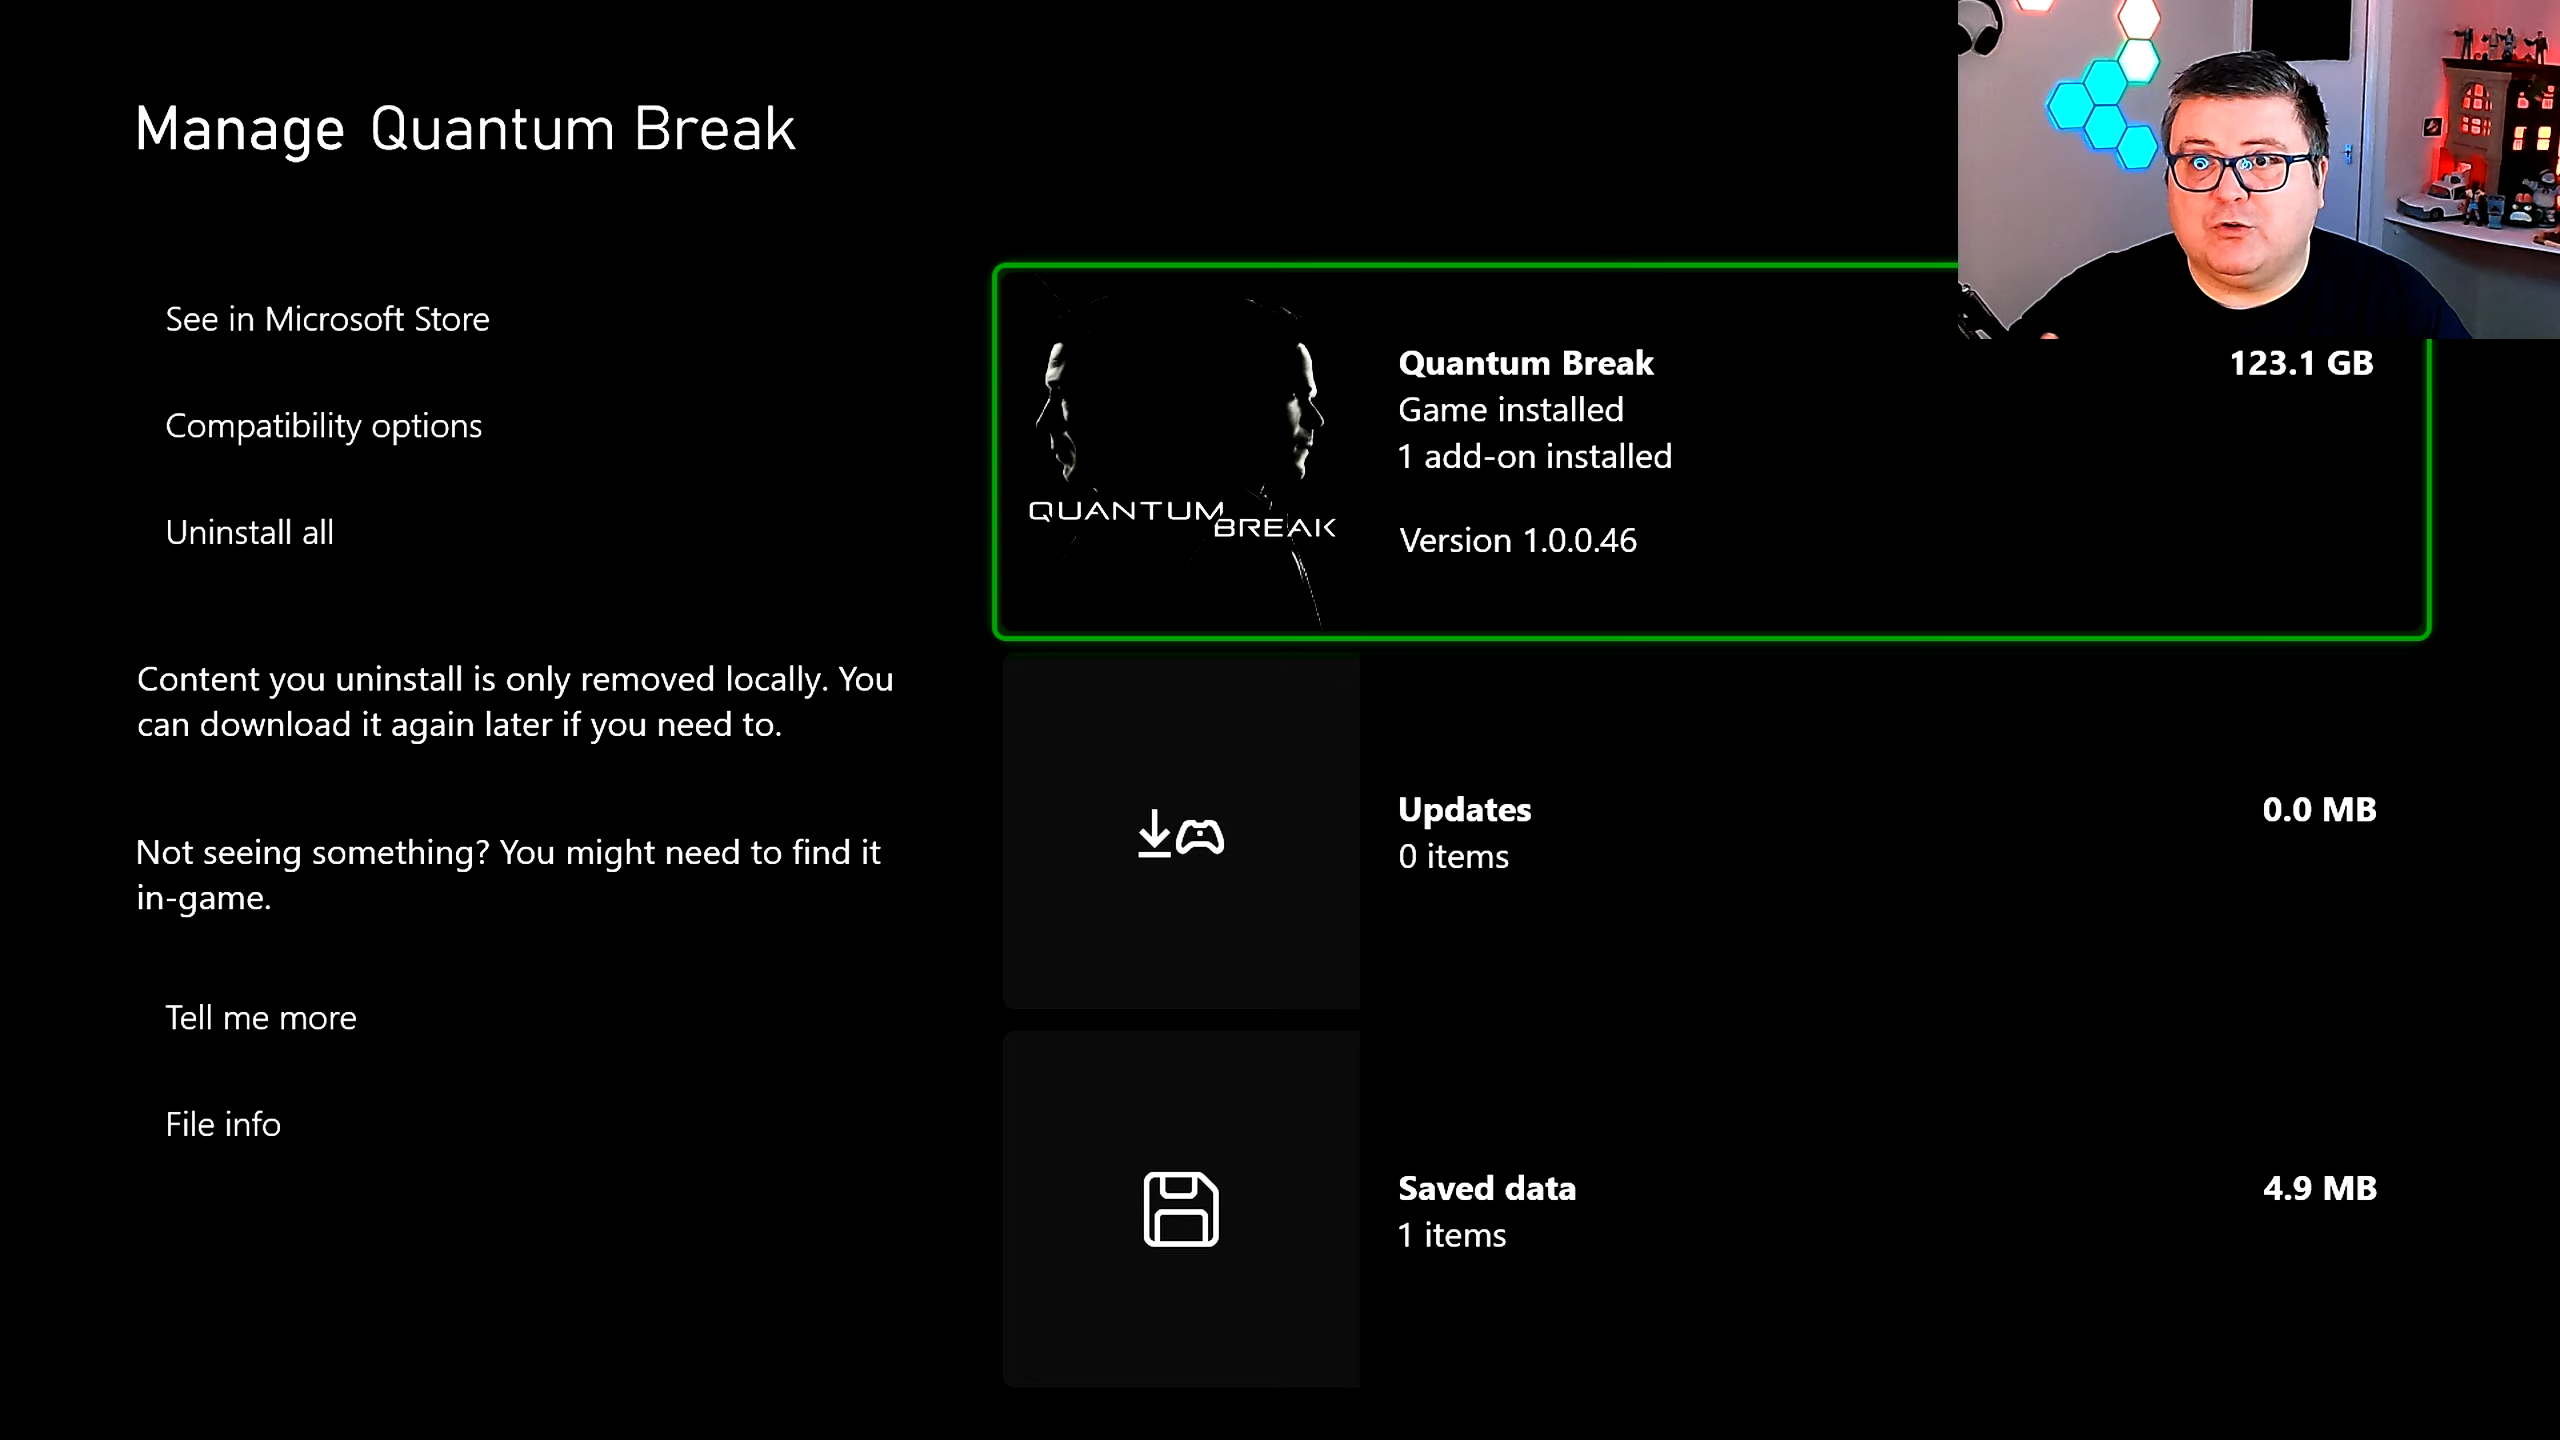 Manage Quantum Break
See in Microsoft Store
Compatibility options
Uninstall all
Content you uninstall is only removed locally. You
can download it again later if you need to.
Not seeing something? You might need to find it
in-game.
Tell me more
File info
QUANTUM
BREAK
Quantum Break
123.1 GB
Game installed
1 add-on installed
Version 1.0.0.46
Updates
0.0 MB
0 items
Saved data
4.9 MB
1 items